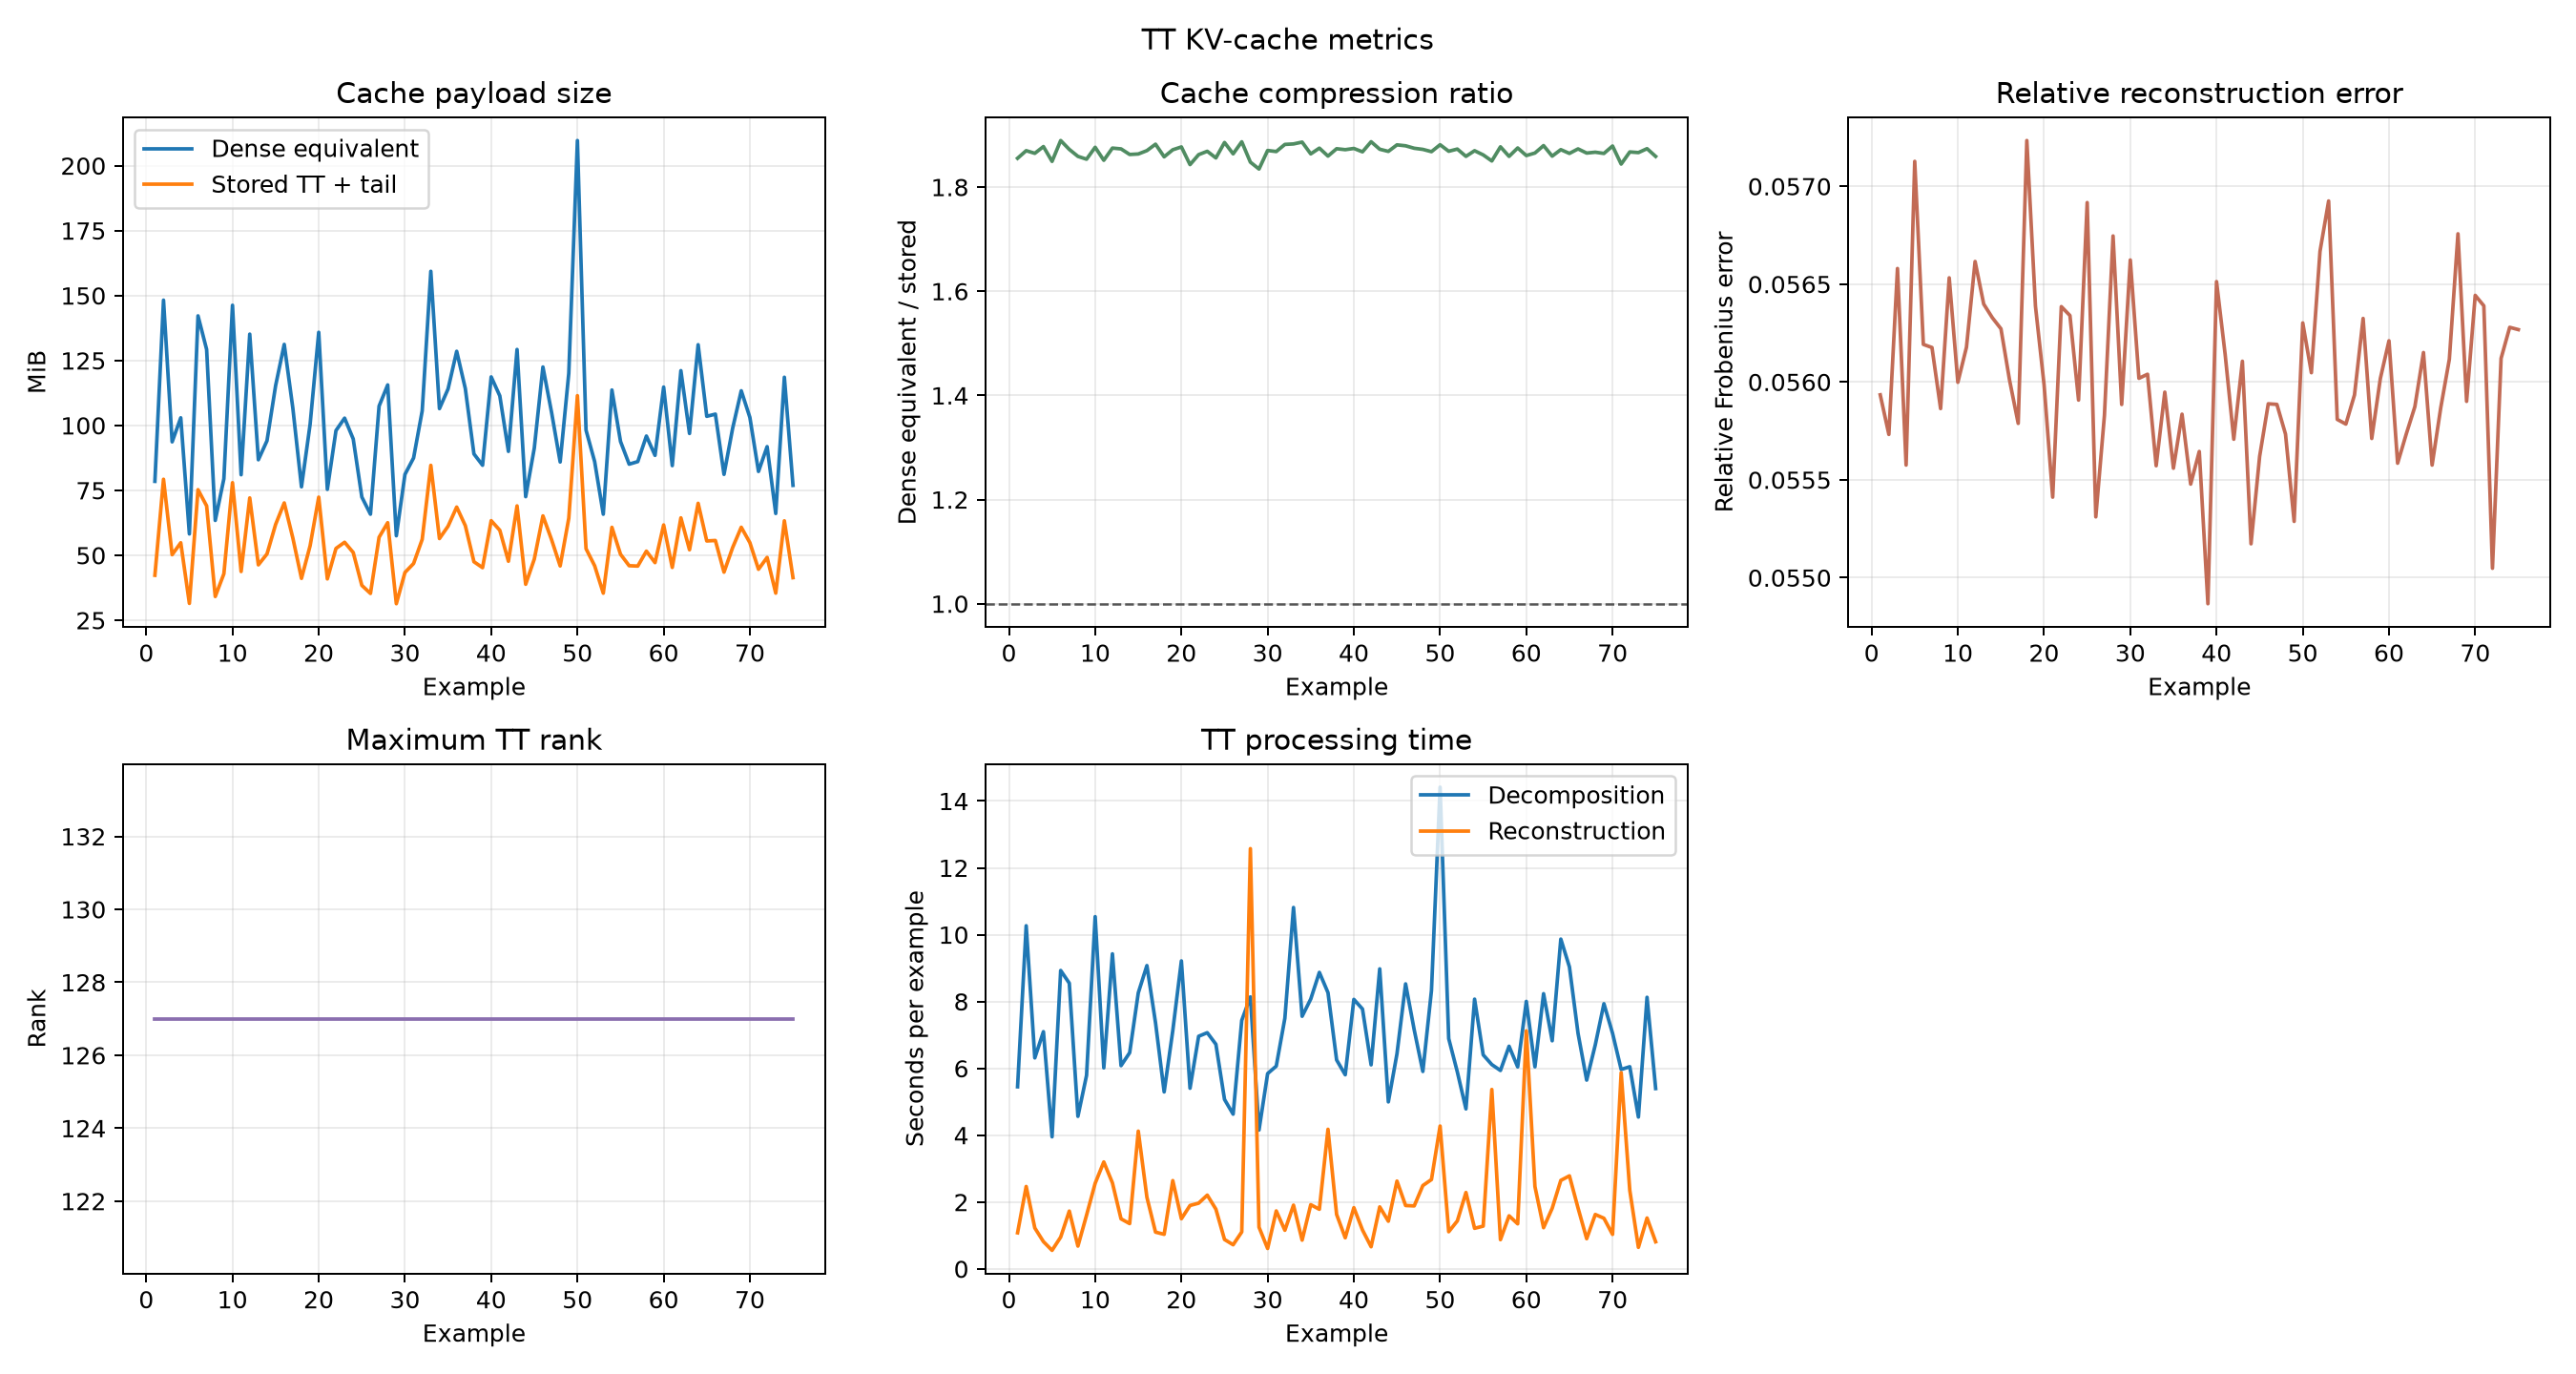 TT KV-cache metrics
Cache payload size
Dense equivalent
Stored TT + tail
200
175
150
125
100
75
50
25
MiB
0 10 20 30 40 50 60 70
Example
Cache compression ratio
1.8
1.6
1.4
1.2
1.0
Dense equivalent / stored
0 10 20 30 40 50 60 70
Example
Relative reconstruction error
0.0570
0.0565
0.0560
0.0555
0.0550
Relative Frobenius error
0 10 20 30 40 50 60 70
Example
Maximum TT rank
132
130
128
126
124
122
Rank
0 10 20 30 40 50 60 70
Example
TT processing time
Decomposition
Reconstruction
14
12
10
8
6
4
2
0
Seconds per example
0 10 20 30 40 50 60 70
Example